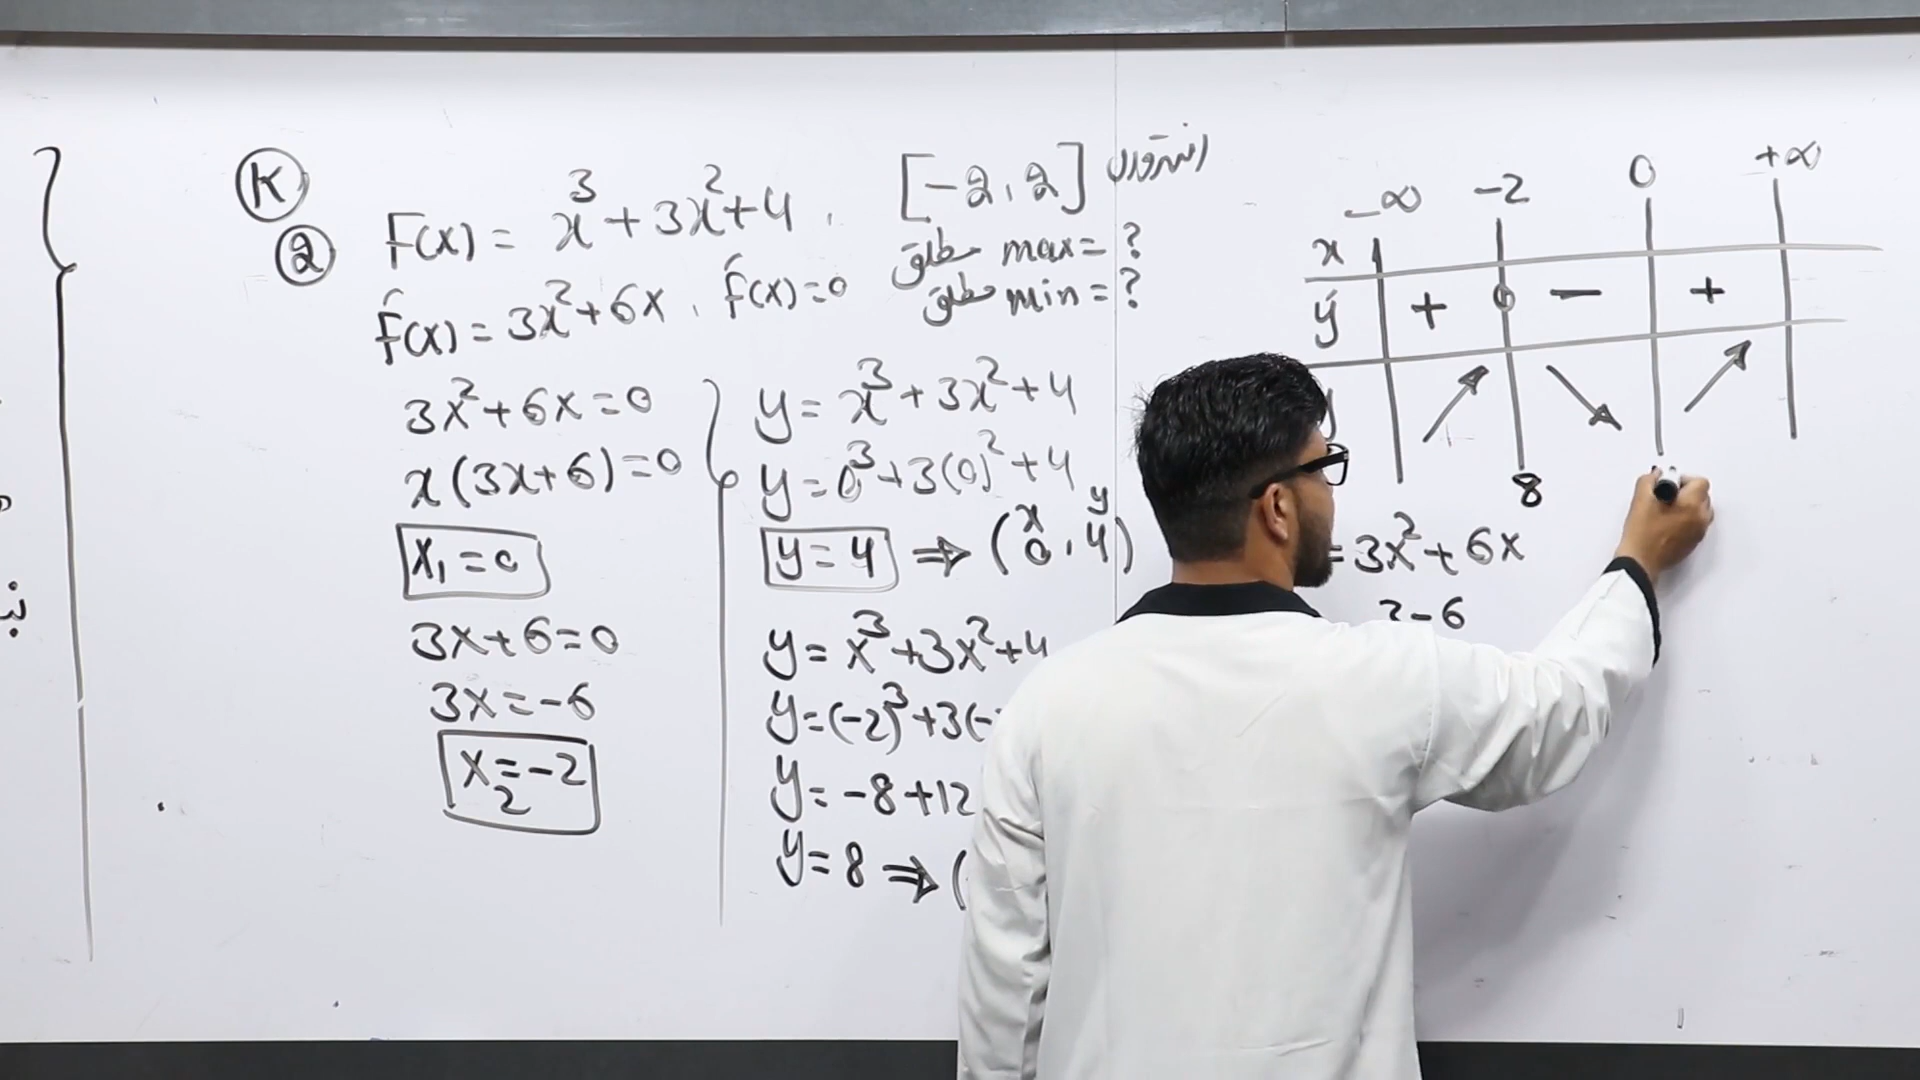 K
2
F(x) = x³ + 3x² + 4 , [-2 , 2] انتروال
مطلق max = ?
مطلق min = ?
F́(x) = 3x² + 6x , F́(x) = 0
3x² + 6x = 0
x(3x + 6) = 0
x₁ = 0
3x + 6 = 0
3x = -6
x₂ = -2
y = x³ + 3x² + 4
y = 0³ + 3(0)² + 4
x y
y = 4 ⇒ (0 , 4)
y = x³ + 3x² + 4
y = (-2)³ + 3(-
y = -8 + 12
y = 8 ⇒ (
x -∞ -2 0 +∞
ý + 0 - +
↗ ↘ ↗
8
= 3x² + 6x
3-6